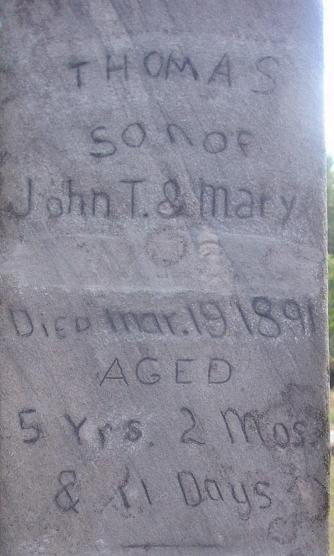 THOMAS
son of
John T. & Mary
Died Mar. 19 1891
AGED
5 Yrs. 2 Mos.
& 11 Days